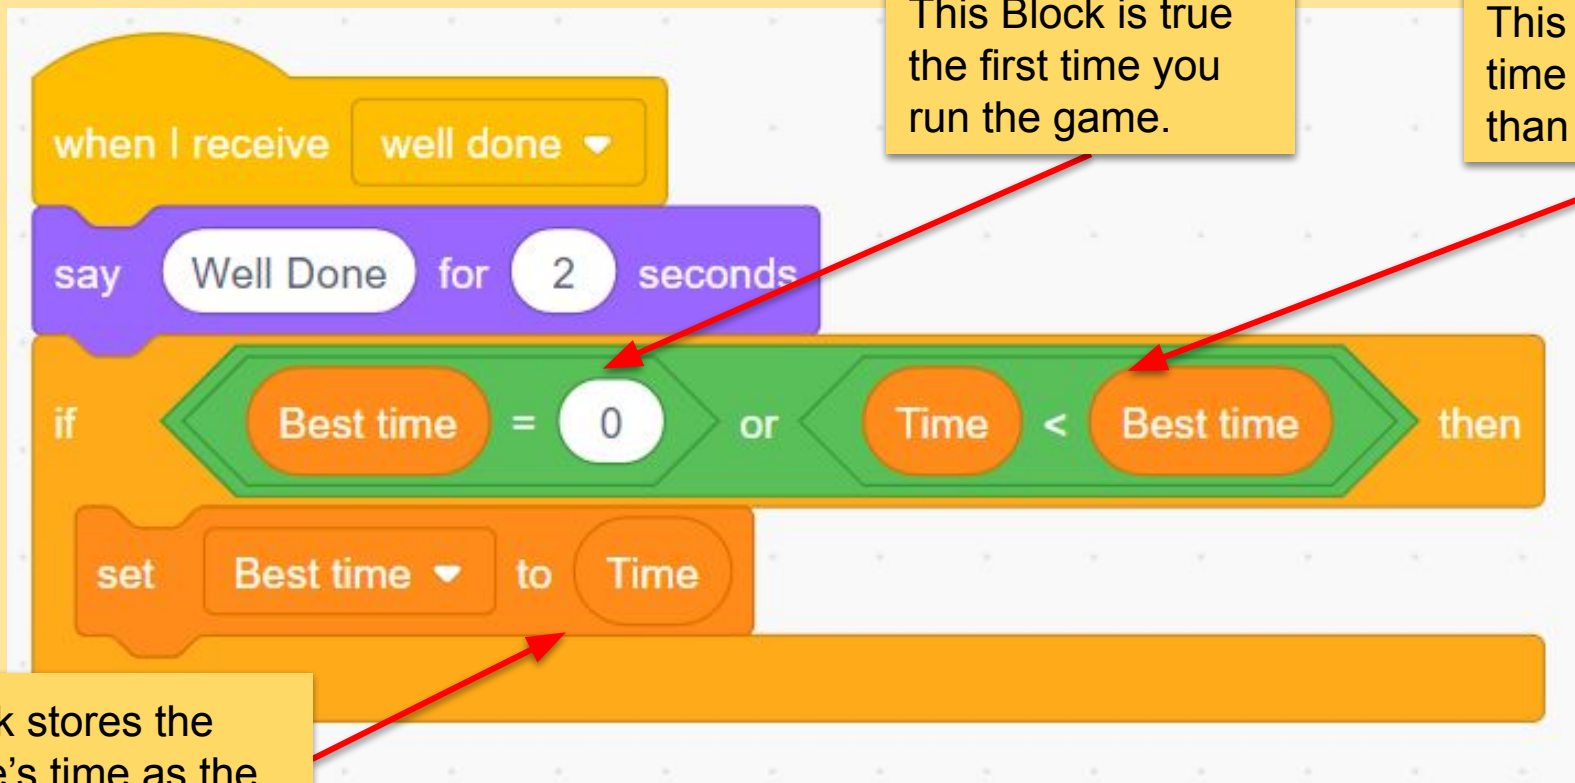 This Block is true
the first time you
run the game.
This
time
than
when I receive well done
say Well Done for 2 seconds
if Best time = 0 or Time < Best time then
set Best time to Time
stores the
time as the